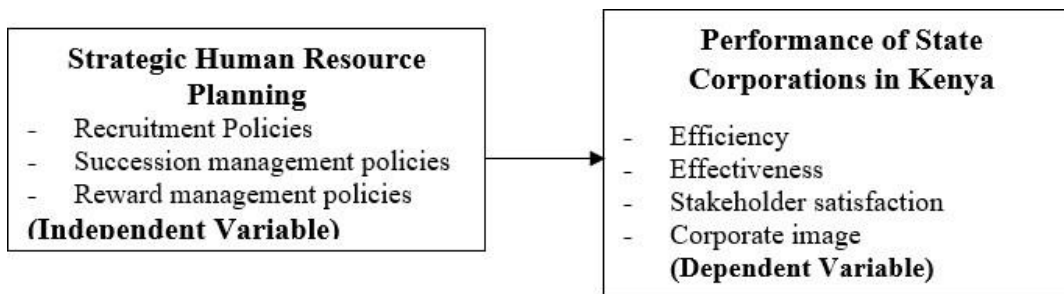 Strategic Human Resource
Planning
- Recruitment Policies
- Succession management policies
- Reward management policies
(Independent Variable)
Performance of State
Corporations in Kenya
- Efficiency
- Effectiveness
- Stakeholder satisfaction
- Corporate image
(Dependent Variable)